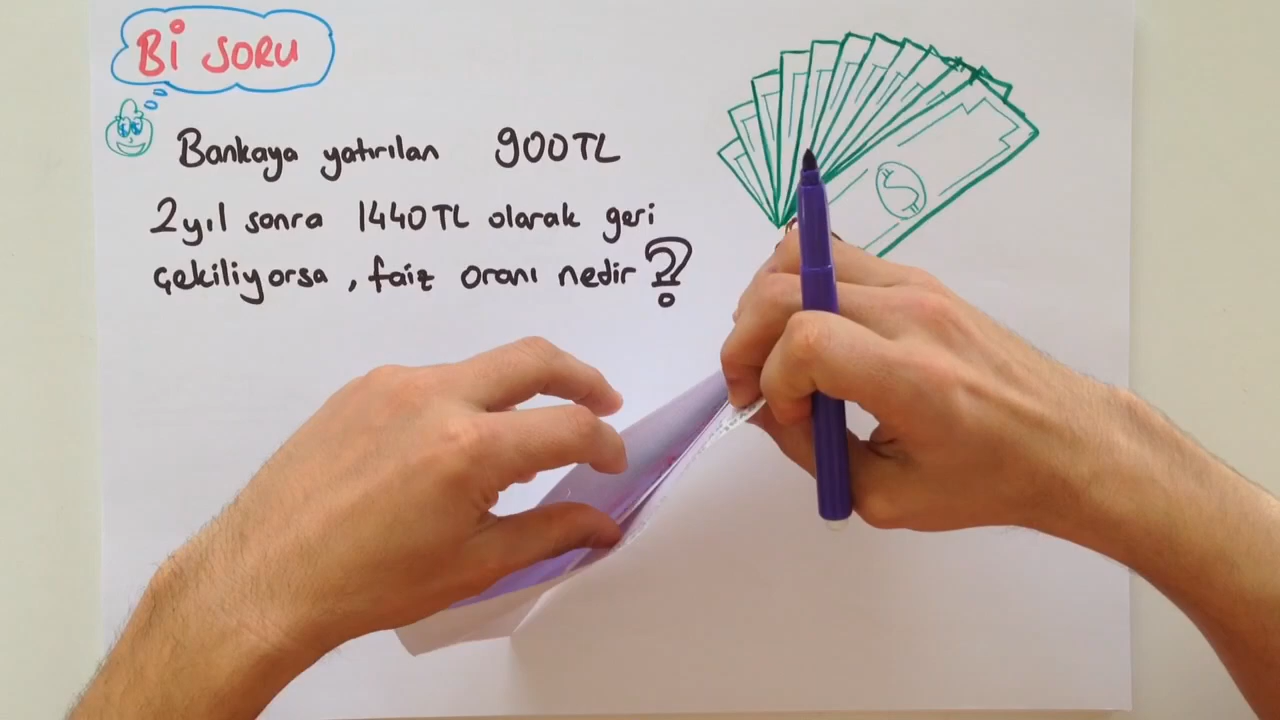 Bi SORU
Bankaya yatırılan 900TL
2yıl sonra 1440TL olarak geri
çekiliyorsa, faiz oranı nedir?